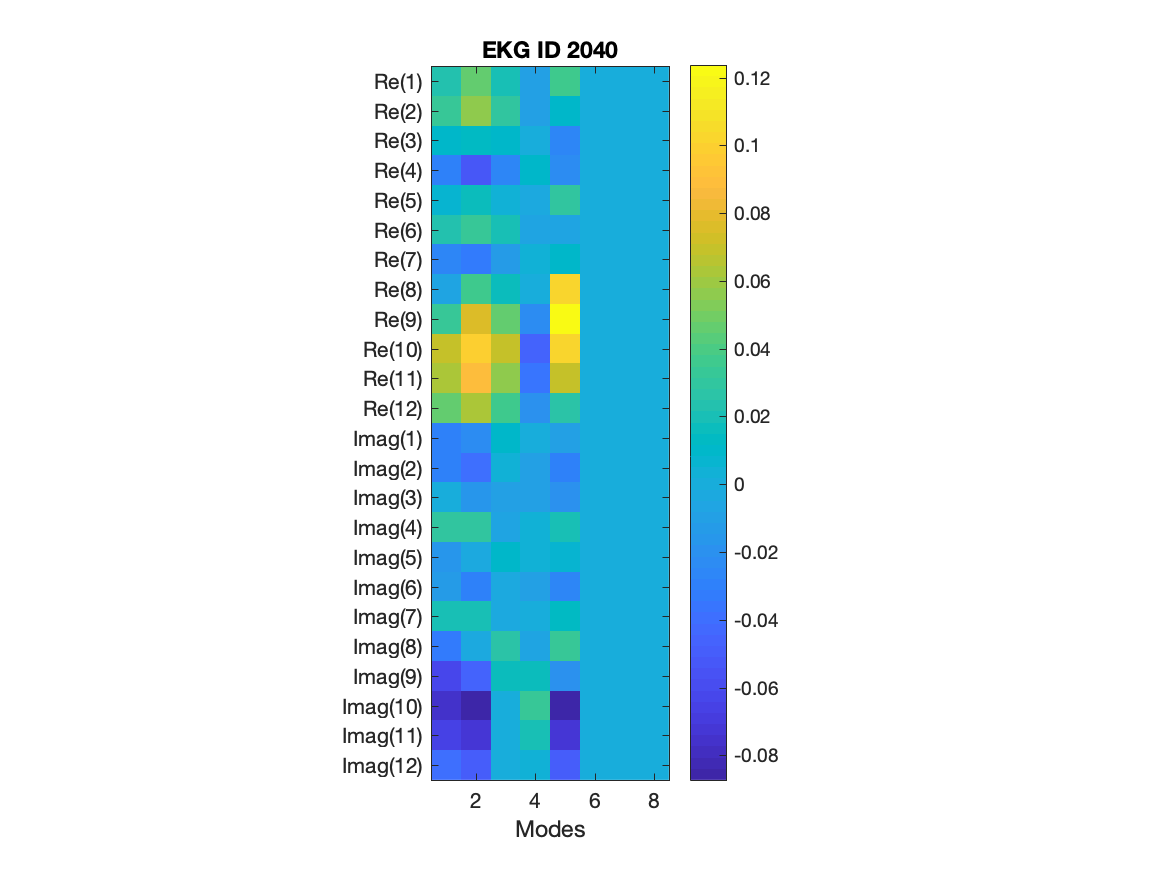 EKG ID 2040
Re(1)
Re(2)
Re(3)
Re(4)
Re(5)
Re(6)
Re(7)
Re(8)
Re(9)
Re(10)
Re(11)
Re(12)
Imag(1)
Imag(2)
Imag(3)
Imag(4)
Imag(5)
Imag(6)
Imag(7)
Imag(8)
Imag(9)
Imag(10)
Imag(11)
Imag(12)
2 4 6 8
Modes
0.12
0.1
0.08
0.06
0.04
0.02
0
-0.02
-0.04
-0.06
-0.08